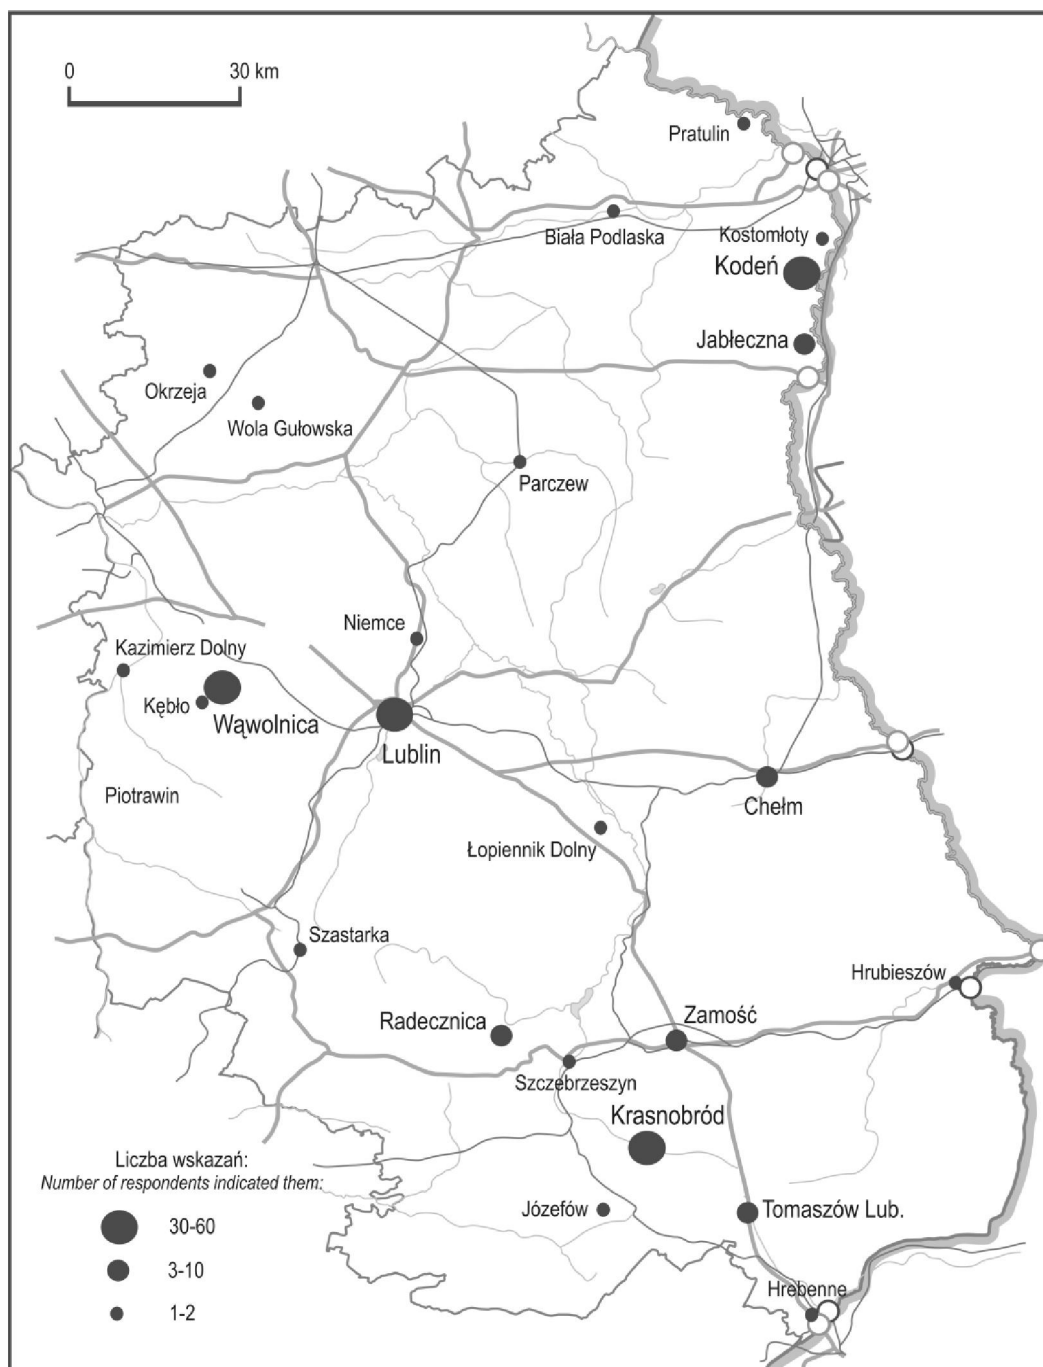 0 30 km
Pratulin
Biała Podlaska
Kostomłoty
Kodeń
Jabłeczna
Okrzeja
Wola Gułowska
Parczew
Niemce
Kazimierz Dolny
Kębło
Wąwolnica
Lublin
Piotrawin
Chełm
Łopiennik Dolny
Szastarka
Hrubieszów
Radecznica
Zamość
Szczebrzeszyn
Krasnobród
Józefów
Tomaszów Lub.
Hrebenne
Liczba wskazań:
Number of respondents indicated them:
30-60
3-10
1-2